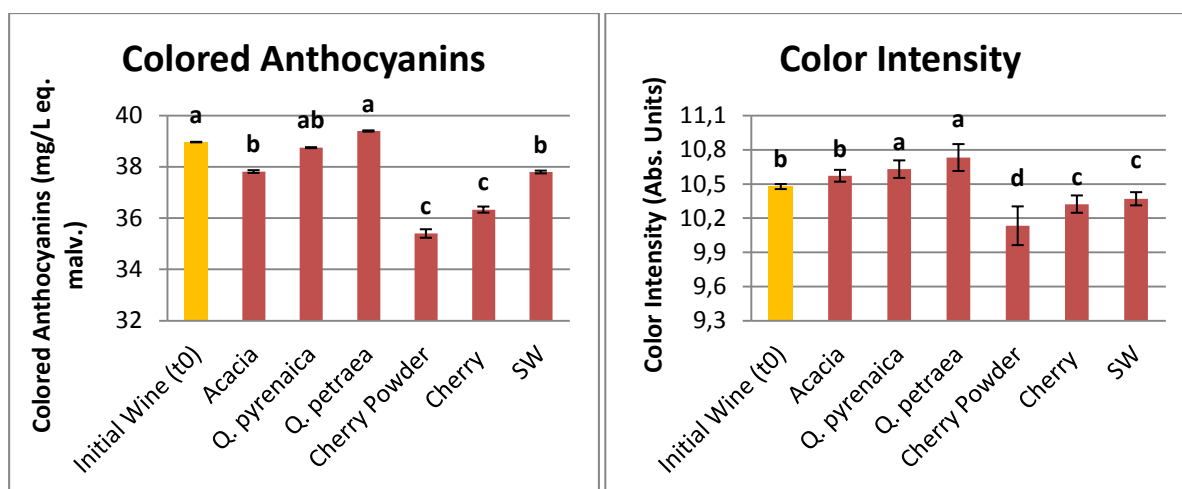 Colored Anthocyanins
Colored Anthocyanins (mg/L eq.
malv.)
40
38
36
34
32
a
b
ab
a
c
c
b
Initial Wine (t0)
Acacia
Q. pyrenaica
Q. petraea
Cherry Powder
Cherry
SW
Color Intensity
Color Intensity (Abs. Units)
11,1
10,8
10,5
10,2
9,9
9,6
9,3
b
b
a
a
d
c
c
Initial Wine (t0)
Acacia
Q. pyrenaica
Q. petraea
Cherry Powder
Cherry
SW